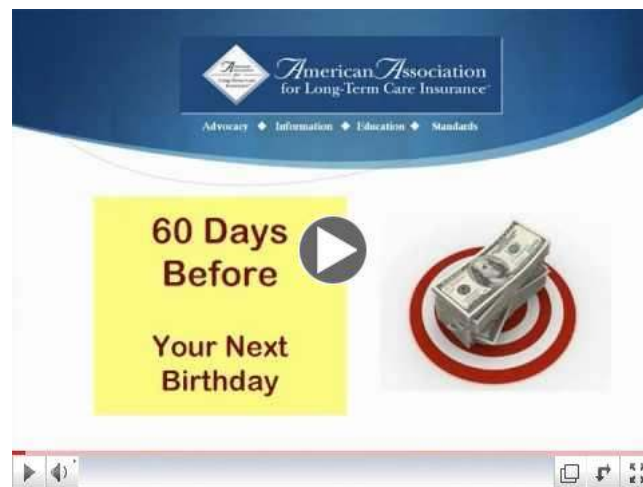 American Association
for Long-Term Care Insurance
Advocacy ◆ Information ◆ Education ◆ Standards
60 Days
Before
Your Next
Birthday